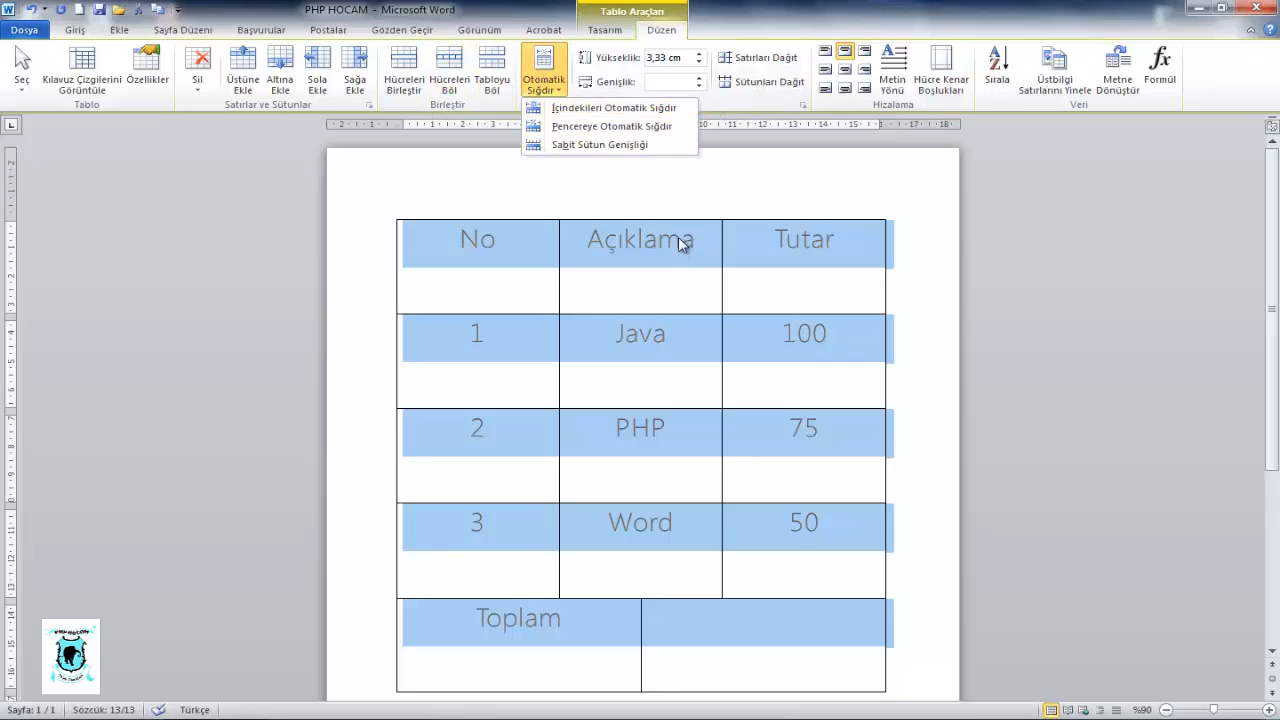 PHP HOCAM - Microsoft Word
Tablo Araçları
Dosya Giriş Ekle Sayfa Düzeni Başvurular Postalar Gözden Geçir Görünüm Acrobat Tasarım Düzen
Seç
Kılavuz Çizgilerini Görüntüle
Özellikler
Tablo
Üstüne Ekle
Altına Ekle
Sola Ekle
Sağa Ekle
Satırlar ve Sütunlar
Hücreleri Birleştir
Hücreleri Böl
Tabloyu Böl
Birleştir
Otomatik Sığdır
Yükseklik: 3,33 cm
Genişlik:
Satırları Dağıt
Sütunları Dağıt
Metin Yönü
Hücre Kenar Boşlukları
Hizalama
Sırala
Üstbilgi Satırlarını Yinele
Metne Dönüştür
Formül
Veri
İçindekileri Otomatik Sığdır
Pencereye Otomatik Sığdır
Sabit Sütun Genişliği
No Açıklama Tutar
1 Java 100
2 PHP 75
3 Word 50
Toplam
Sayfa: 1 / 1 Sözcük: 13/13 Türkçe %90